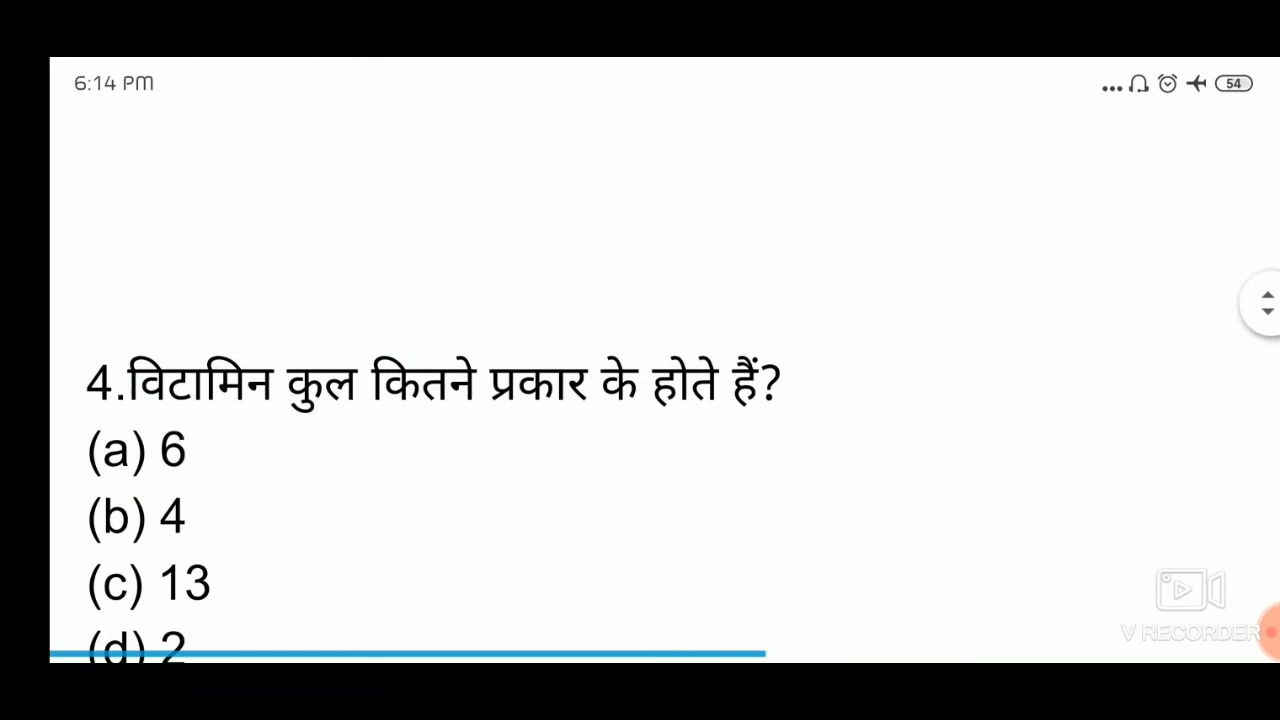 6:14 PM
54
4.विटामिन कुल कितने प्रकार के होते हैं?
(a) 6
(b) 4
(c) 13
(d) 2
V RECORDER